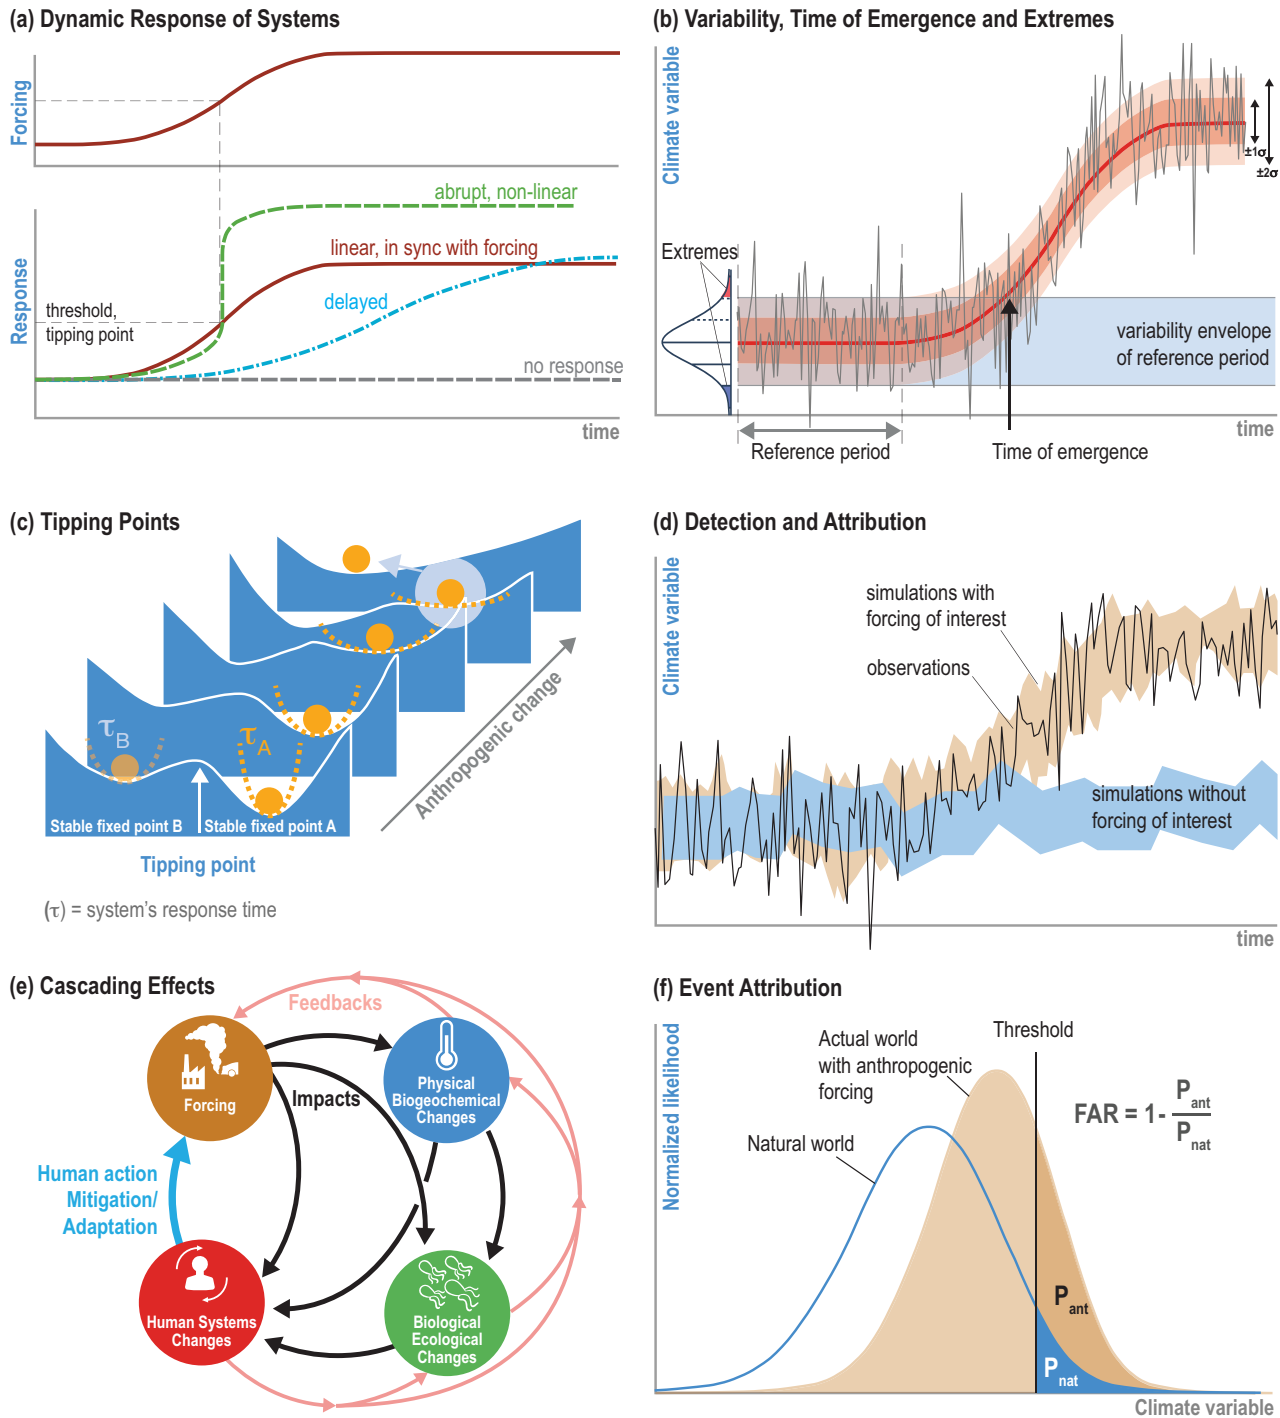 (a) Dynamic Response of Systems
Forcing
abrupt, non-linear
linear, in sync with forcing
delayed
threshold,
tipping point
no response
Response
time
(b) Variability, Time of Emergence and Extremes
Climate variable
±1σ
±2σ
Extremes
variability envelope
of reference period
time
Reference period
Time of emergence
(c) Tipping Points
τB
τA
Stable fixed point B
Stable fixed point A
Tipping point
Anthropogenic change
(τ) = system's response time
(d) Detection and Attribution
Climate variable
simulations with
forcing of interest
observations
simulations without
forcing of interest
time
(e) Cascading Effects
Feedbacks
Forcing
Impacts
Physical
Biogeochemical
Changes
Human action
Mitigation/
Adaptation
Human Systems
Changes
Biological
Ecological
Changes
(f) Event Attribution
Normalized likelihood
Actual world
with anthropogenic
forcing
Threshold
Natural world
FAR = 1- Pant
Pnat
Pant
Pnat
Climate variable